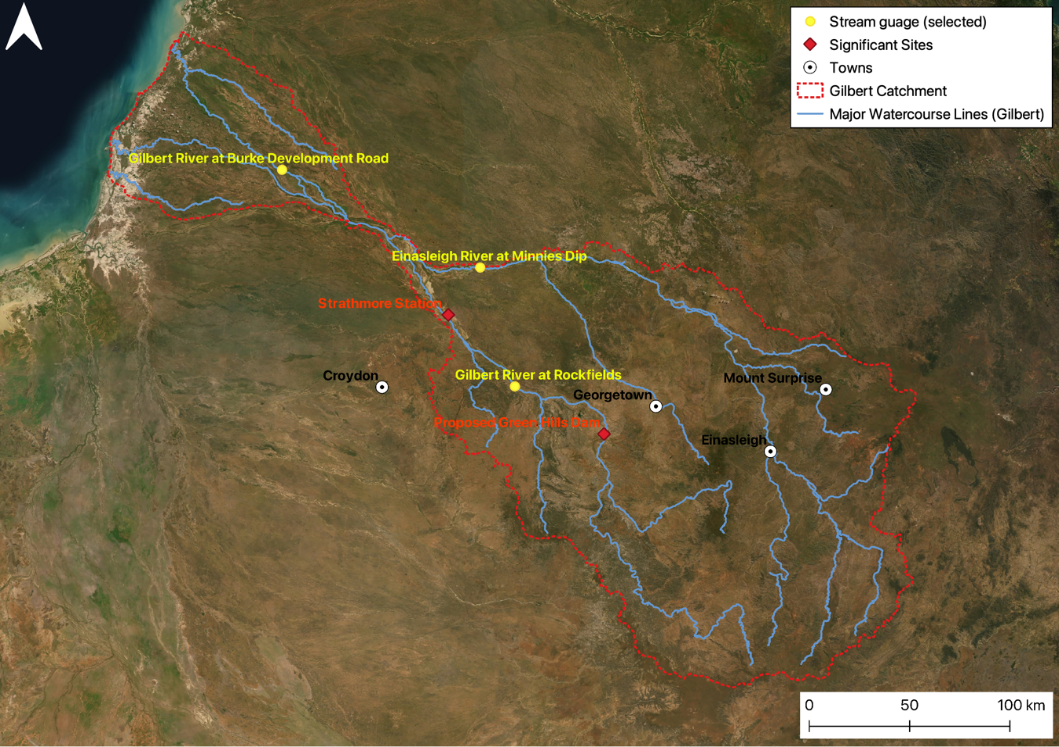 Stream guage (selected)
Significant Sites
Towns
Gilbert Catchment
Major Watercourse Lines (Gilbert)
Gilbert River at Burke Development Road
Einasleigh River at Minnies Dip
Strathmore Station
Croydon
Gilbert River at Rockfields
Mount Surprise
Georgetown
Proposed Green Hills Dam
Einasleigh
0 50 100 km